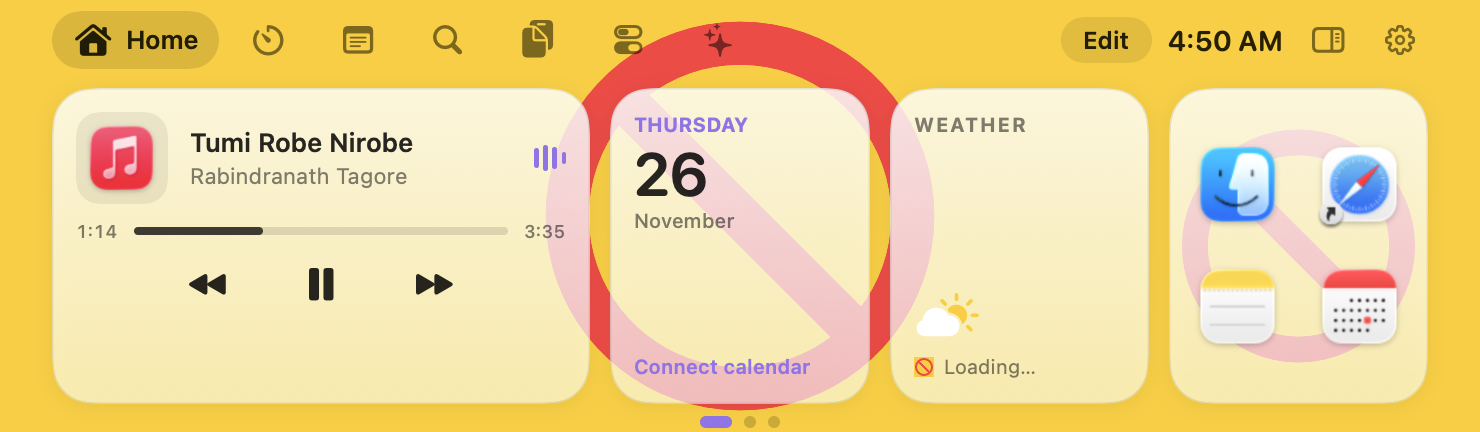 Home
Edit
4:50 AM
Tumi Robe Nirobe
Rabindranath Tagore
1:14
3:35
THURSDAY
26
November
Connect calendar
WEATHER
Loading...